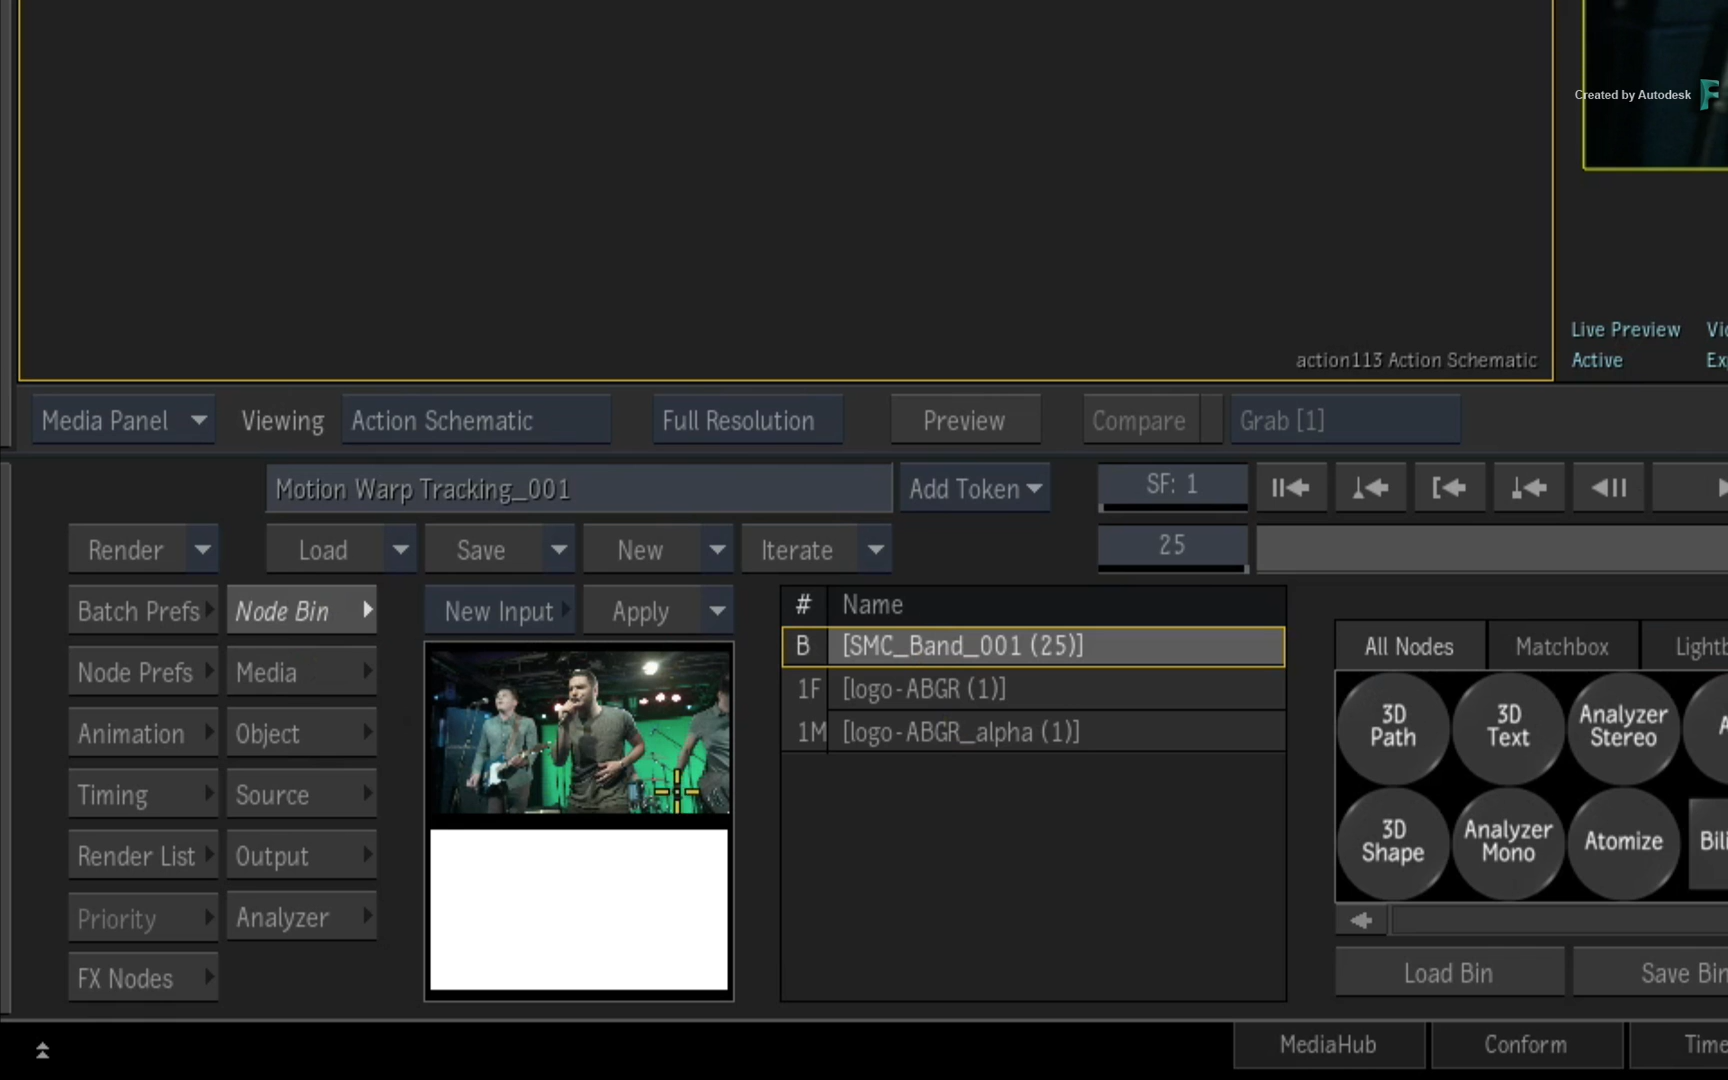 Created by Autodesk
Live Preview
Active
action113 Action Schematic
Media Panel
Viewing
Action Schematic
Full Resolution
Preview
Compare
Grab [1]
Motion Warp Tracking_001
Add Token
SF: 1
Render
Load
Save
New
Iterate
25
Batch Prefs
Node Bin
New Input
Apply
# Name
B [SMC_Band_001 (25)]
1F [logo-ABGR (1)]
1M [logo-ABGR_alpha (1)]
Node Prefs
Media
Animation
Object
Timing
Source
Render List
Output
Priority
Analyzer
FX Nodes
All Nodes
Matchbox
3D
Path
3D
Text
Analyzer
Stereo
3D
Shape
Analyzer
Mono
Atomize
Load Bin
Save Bin
MediaHub
Conform